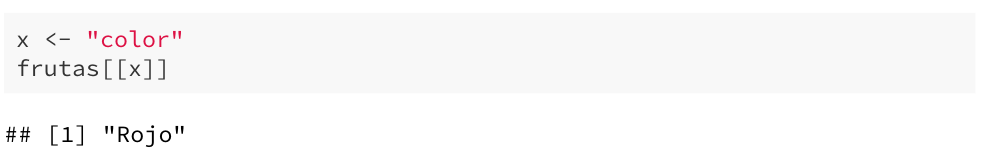 x <- "color"
frutas[[x]]
## [1] "Rojo"